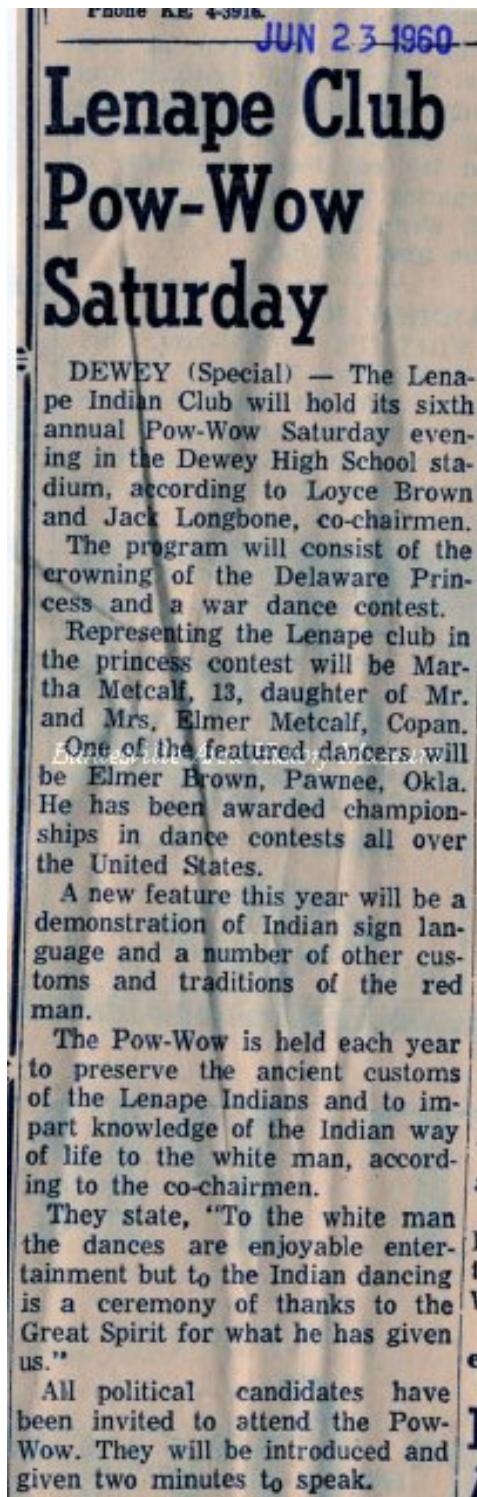 Phone KE 4-3916.
JUN 23 1960
Lenape Club
Pow-Wow
Saturday
DEWEY (Special) — The Lena-
pe Indian Club will hold its sixth
annual Pow-Wow Saturday even-
ing in the Dewey High School sta-
dium, according to Loyce Brown
and Jack Longbone, co-chairmen.
The program will consist of the
crowning of the Delaware Prin-
cess and a war dance contest.
Representing the Lenape club in
the princess contest will be Mar-
tha Metcalf, 13, daughter of Mr.
and Mrs. Elmer Metcalf, Copan.
One of the featured dancers will
be Elmer Brown, Pawnee, Okla.
He has been awarded champion-
ships in dance contests all over
the United States.
A new feature this year will be a
demonstration of Indian sign lan-
guage and a number of other cus-
toms and traditions of the red
man.
The Pow-Wow is held each year
to preserve the ancient customs
of the Lenape Indians and to im-
part knowledge of the Indian way
of life to the white man, accord-
ing to the co-chairmen.
They state, "To the white man
the dances are enjoyable enter-
tainment but to the Indian dancing
is a ceremony of thanks to the
Great Spirit for what he has given
us."
All political candidates have
been invited to attend the Pow-
Wow. They will be introduced and
given two minutes to speak.